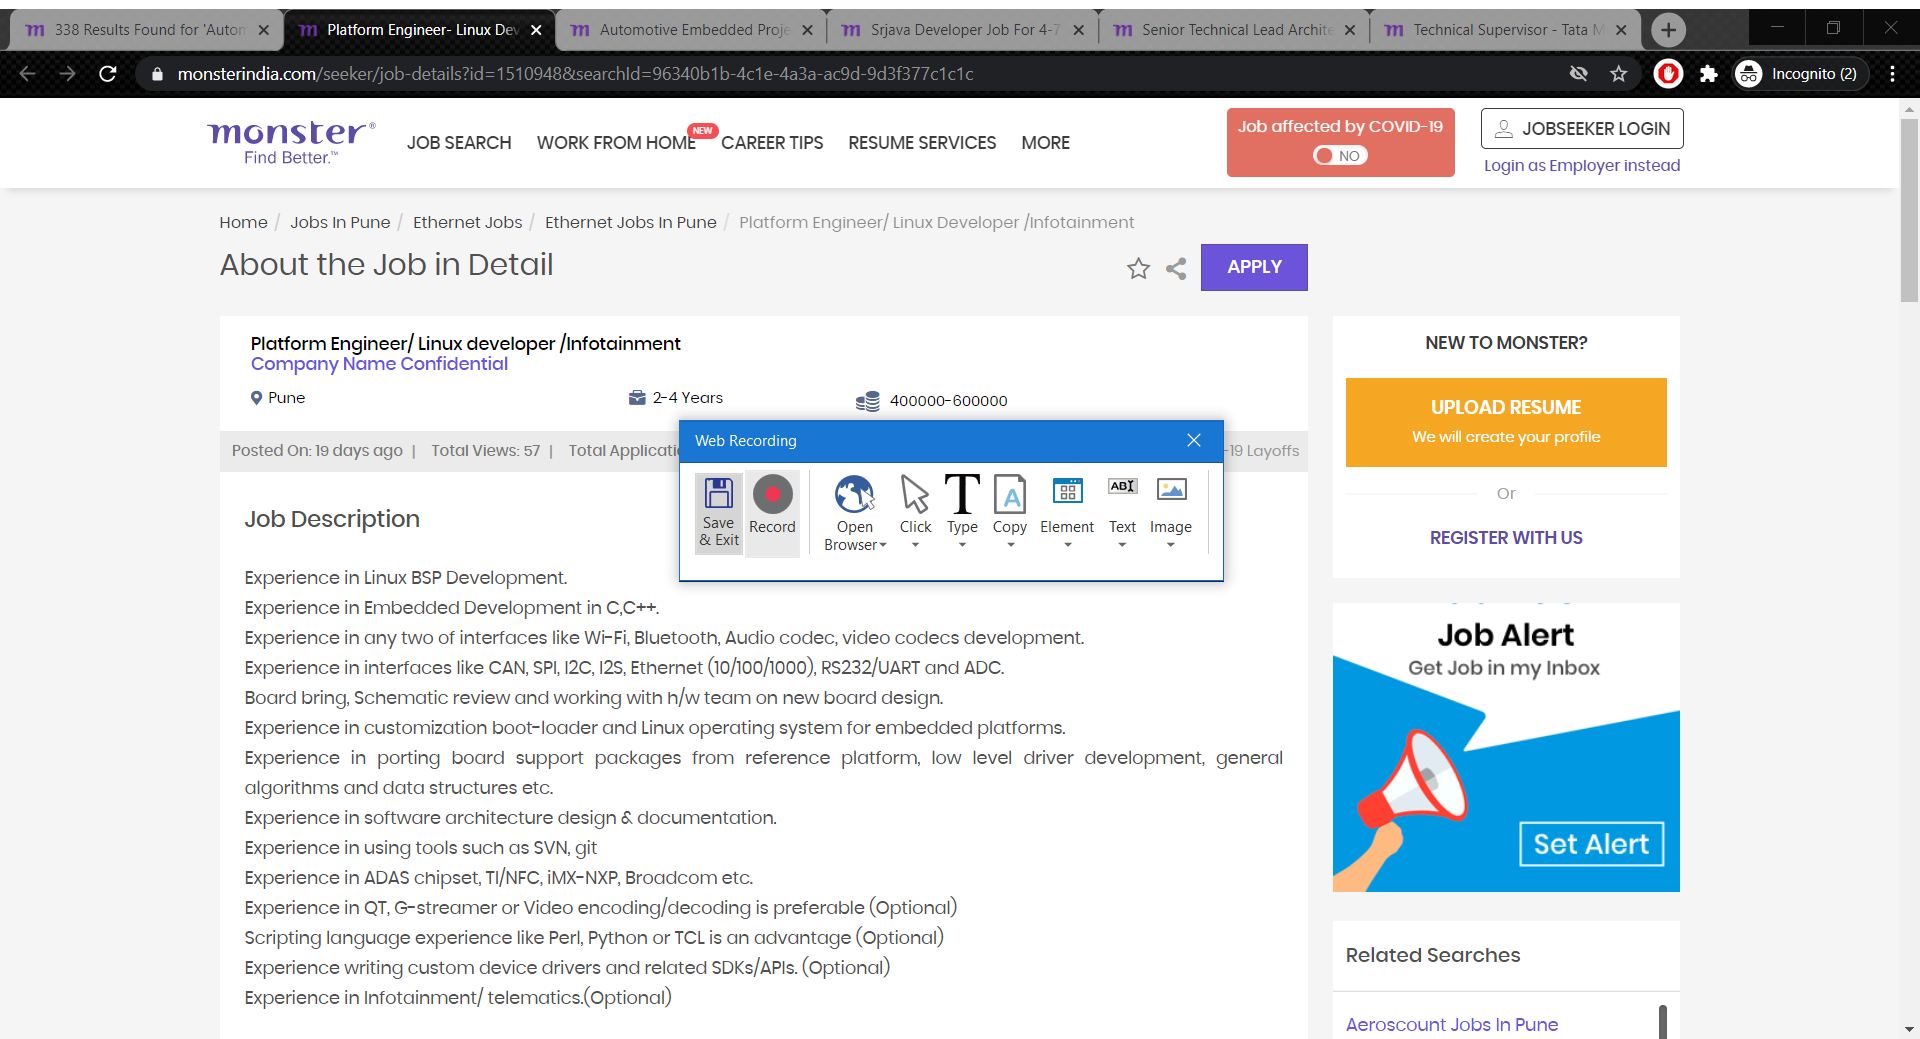 338 Results Found for 'Autom
Platform Engineer- Linux Dev
Automotive Embedded Proje
Srjava Developer Job For 4-7
Senior Technical Lead Archite
Technical Supervisor - Tata M
monsterindia.com/seeker/job-details?id=1510948&searchId=96340b1b-4c1e-4a3a-ac9d-9d3f377c1c1c
Incognito (2)
monster®
Find Better.™
JOB SEARCH
WORK FROM HOME
NEW
CAREER TIPS
RESUME SERVICES
MORE
Job affected by COVID-19
NO
JOBSEEKER LOGIN
Login as Employer instead
Home / Jobs In Pune / Ethernet Jobs / Ethernet Jobs In Pune / Platform Engineer/ Linux Developer /Infotainment
About the Job in Detail
APPLY
Platform Engineer/ Linux developer /Infotainment
Company Name Confidential
Pune
2-4 Years
400000-600000
Posted On: 19 days ago | Total Views: 57 | Total Applicati
-19 Layoffs
Web Recording
Save & Exit
Record
Open Browser
Click
Type
Copy
Element
Text
Image
A
ABI
Job Description
Experience in Linux BSP Development.
Experience in Embedded Development in C,C++.
Experience in any two of interfaces like Wi-Fi, Bluetooth, Audio codec, video codecs development.
Experience in interfaces like CAN, SPI, I2C, I2S, Ethernet (10/100/1000), RS232/UART and ADC.
Board bring, Schematic review and working with h/w team on new board design.
Experience in customization boot-loader and Linux operating system for embedded platforms.
Experience in porting board support packages from reference platform, low level driver development, general
algorithms and data structures etc.
Experience in software architecture design & documentation.
Experience in using tools such as SVN, git
Experience in ADAS chipset, TI/NFC, iMX-NXP, Broadcom etc.
Experience in QT, G-streamer or Video encoding/decoding is preferable (Optional)
Scripting language experience like Perl, Python or TCL is an advantage (Optional)
Experience writing custom device drivers and related SDKs/APIs. (Optional)
Experience in Infotainment/ telematics.(Optional)
NEW TO MONSTER?
UPLOAD RESUME
We will create your profile
Or
REGISTER WITH US
Job Alert
Get Job in my Inbox
Set Alert
Related Searches
Aeroscount Jobs In Pune